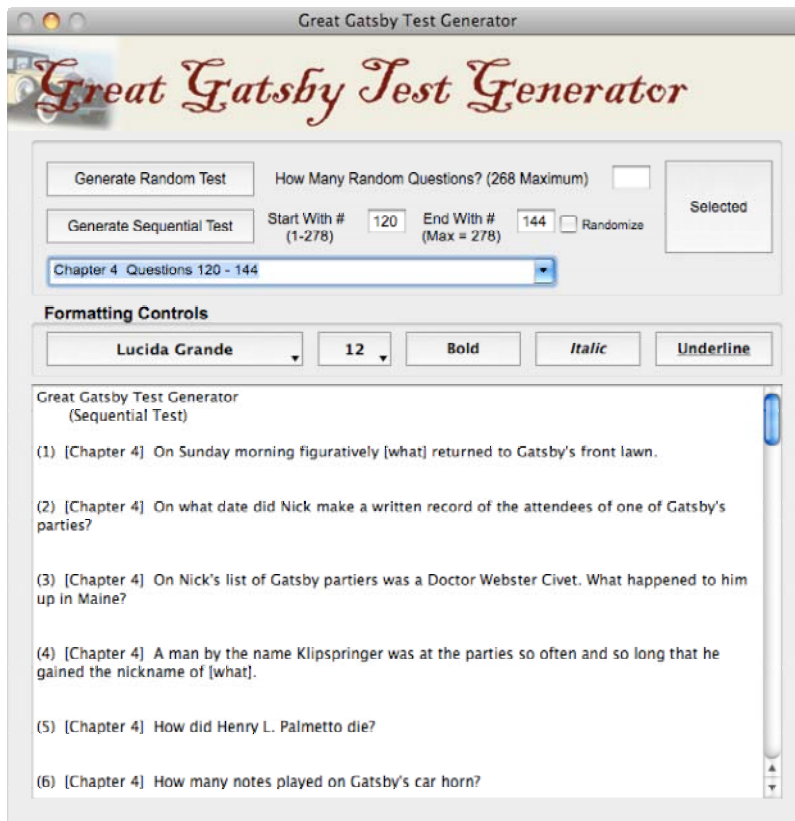 Great Gatsby Test Generator
Great Gatsby Test Generator
Generate Random Test
How Many Random Questions? (268 Maximum)
Selected
Generate Sequential Test
Start With #
(1-278)
120
End With #
(Max = 278)
144
Randomize
Chapter 4 Questions 120 - 144
Formatting Controls
Lucida Grande
12
Bold
Italic
Underline
Great Gatsby Test Generator
(Sequential Test)
(1) [Chapter 4] On Sunday morning figuratively [what] returned to Gatsby's front lawn.
(2) [Chapter 4] On what date did Nick make a written record of the attendees of one of Gatsby's
parties?
(3) [Chapter 4] On Nick's list of Gatsby partiers was a Doctor Webster Civet. What happened to him
up in Maine?
(4) [Chapter 4] A man by the name Klipspringer was at the parties so often and so long that he
gained the nickname of [what].
(5) [Chapter 4] How did Henry L. Palmetto die?
(6) [Chapter 4] How many notes played on Gatsby's car horn?